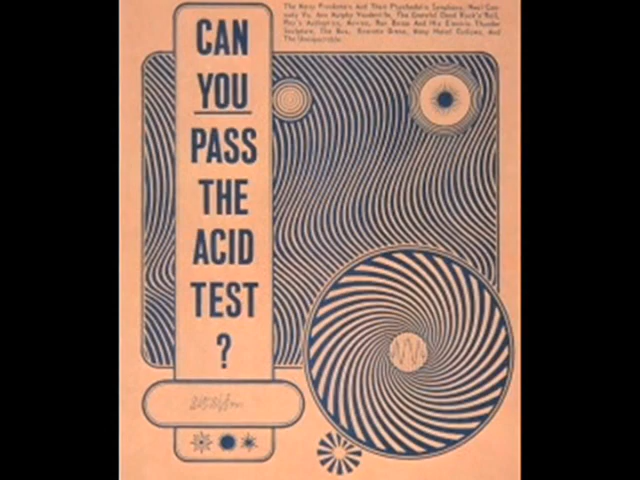 The Merry Pranksters And Their Psychedelic Symphony, Neal Cas-
sady Vs. Ann Murphy Vaudeville, The Grateful Dead Rock'n'Roll,
Roy's Audioptics, Movies, Ron Boise And His Electric Thunder
Sculpture, The Bus, Many Noted Outlaws, And
The Unexpectable.
CAN
YOU
PASS
THE
ACID
TEST
?